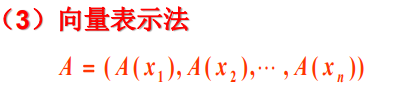 （3）向量表示法
A = ( A( x₁ ), A( x₂ ),⋯ , A( xₙ ))